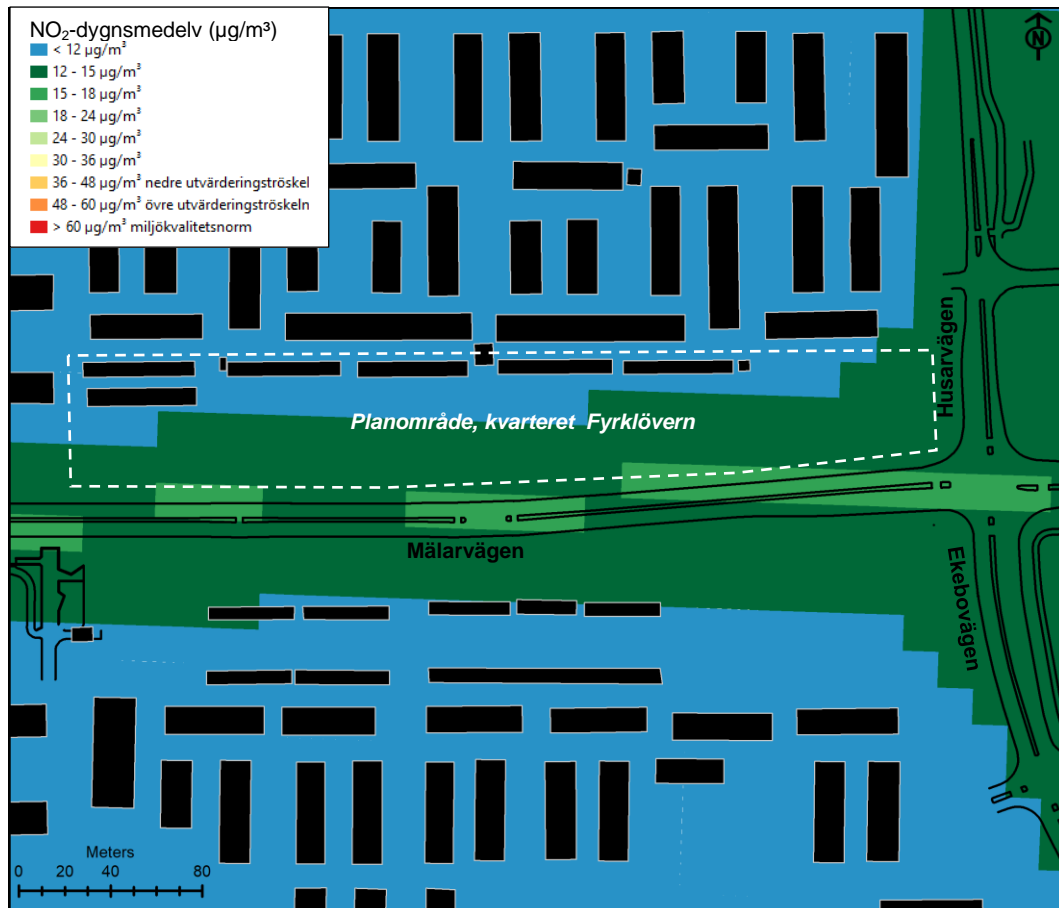 NO₂-dygnsmedelv (µg/m³)
< 12 µg/m³
12 - 15 µg/m³
15 - 18 µg/m³
18 - 24 µg/m³
24 - 30 µg/m³
30 - 36 µg/m³
36 - 48 µg/m³ nedre utvärderingströskel
48 - 60 µg/m³ övre utvärderingströskeln
> 60 µg/m³ miljökvalitetsnorm
N
Husarvägen
Planområde, kvarteret Fyrklövern
Mälarvägen
Ekebovägen
Meters
0 20 40 80